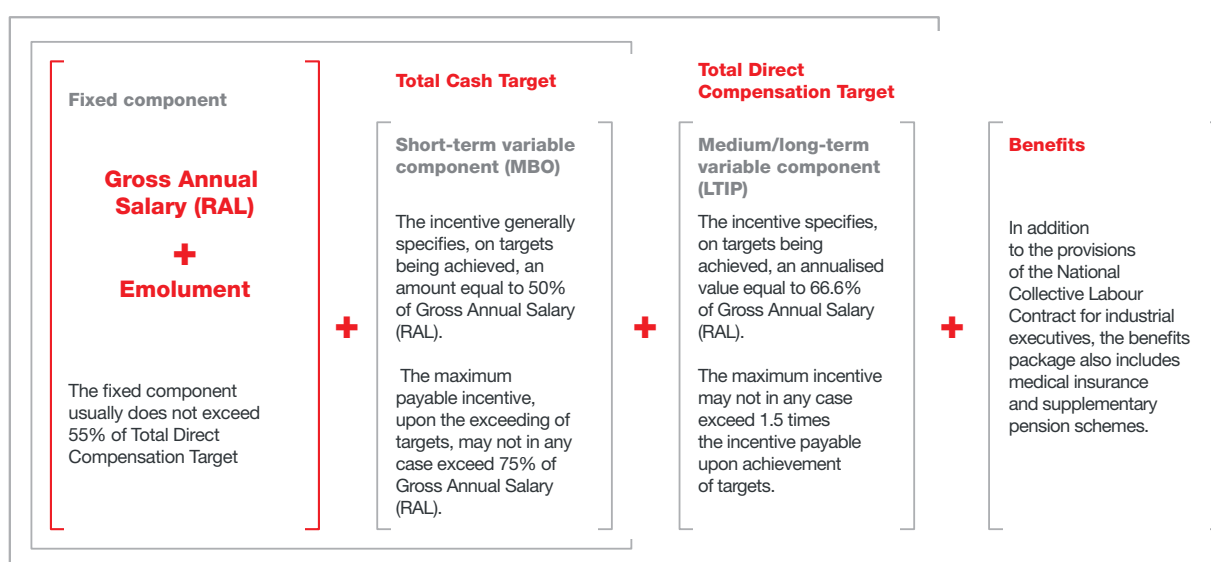 Fixed component
Gross Annual
Salary (RAL)
+
Emolument
The fixed component
usually does not exceed
55% of Total Direct
Compensation Target
+
Total Cash Target
Short-term variable
component (MBO)
The incentive generally
specifies, on targets
being achieved, an
amount equal to 50%
of Gross Annual Salary
(RAL).
The maximum
payable incentive,
upon the exceeding of
targets, may not in any
case exceed 75% of
Gross Annual Salary
(RAL).
+
Total Direct
Compensation Target
Medium/long-term
variable component
(LTIP)
The incentive specifies,
on targets being
achieved, an annualised
value equal to 66.6%
of Gross Annual Salary
(RAL).
The maximum incentive
may not in any case
exceed 1.5 times
the incentive payable
upon achievement
of targets.
+
Benefits
In addition
to the provisions
of the National
Collective Labour
Contract for industrial
executives, the benefits
package also includes
medical insurance
and supplementary
pension schemes.